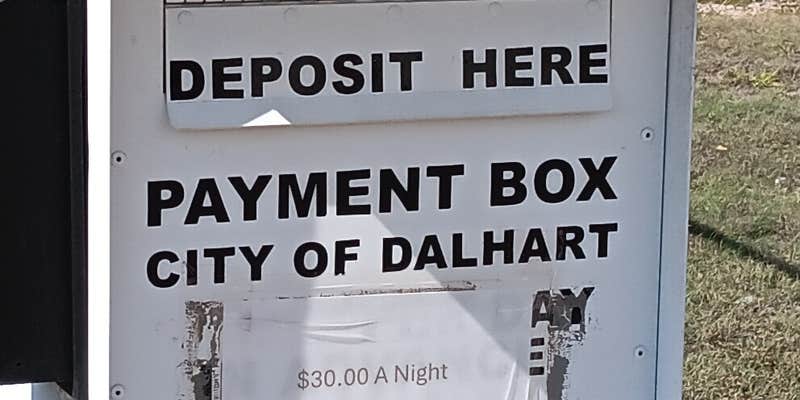 DEPOSIT HERE
PAYMENT BOX
CITY OF DALHART
$30.00 A Night